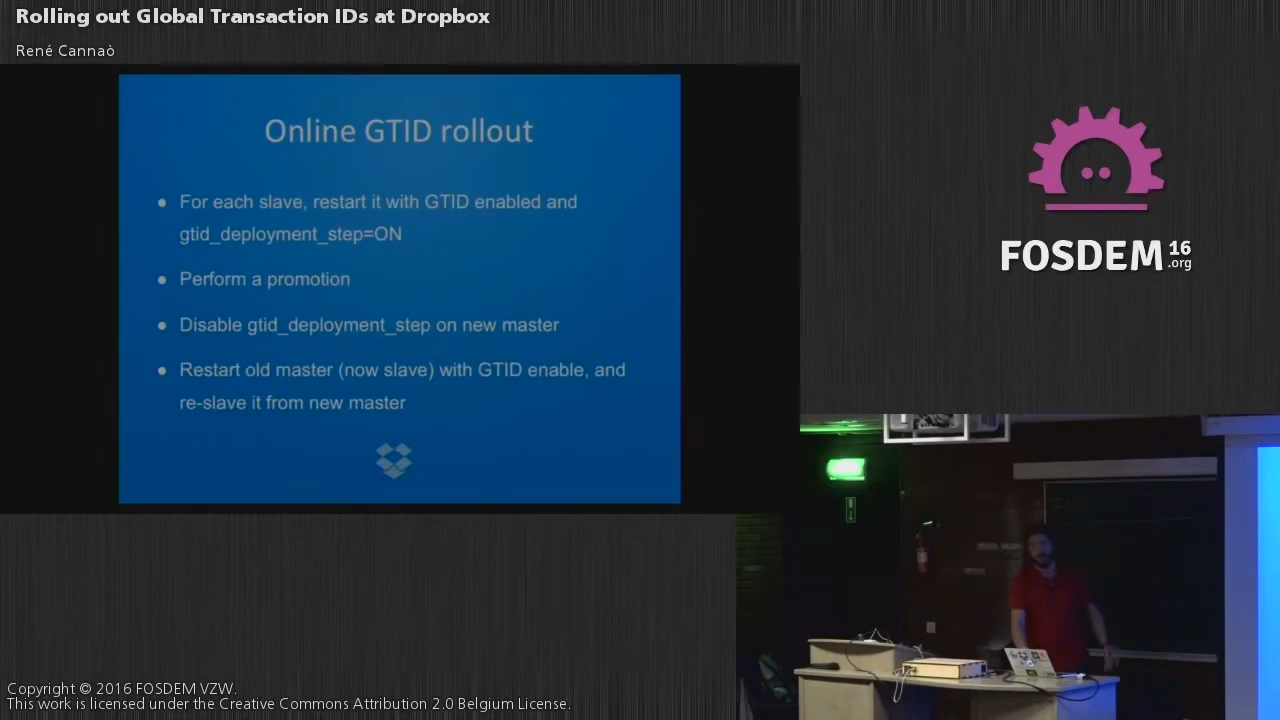 Rolling out Global Transaction IDs at Dropbox
René Cannaò
Online GTID rollout
● For each slave, restart it with GTID enabled and
gtid_deployment_step=ON
● Perform a promotion
● Disable gtid_deployment_step on new master
● Restart old master (now slave) with GTID enable, and
re-slave it from new master
FOSDEM 16
.org
Copyright © 2016 FOSDEM VZW.
This work is licensed under the Creative Commons Attribution 2.0 Belgium License.